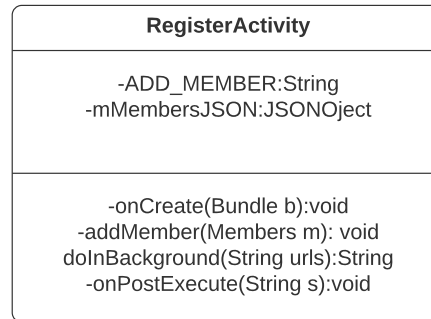 RegisterActivity
-ADD_MEMBER:String
-mMembersJSON:JSONOject
-onCreate(Bundle b):void
-addMember(Members m): void
doInBackground(String urls):String
-onPostExecute(String s):void